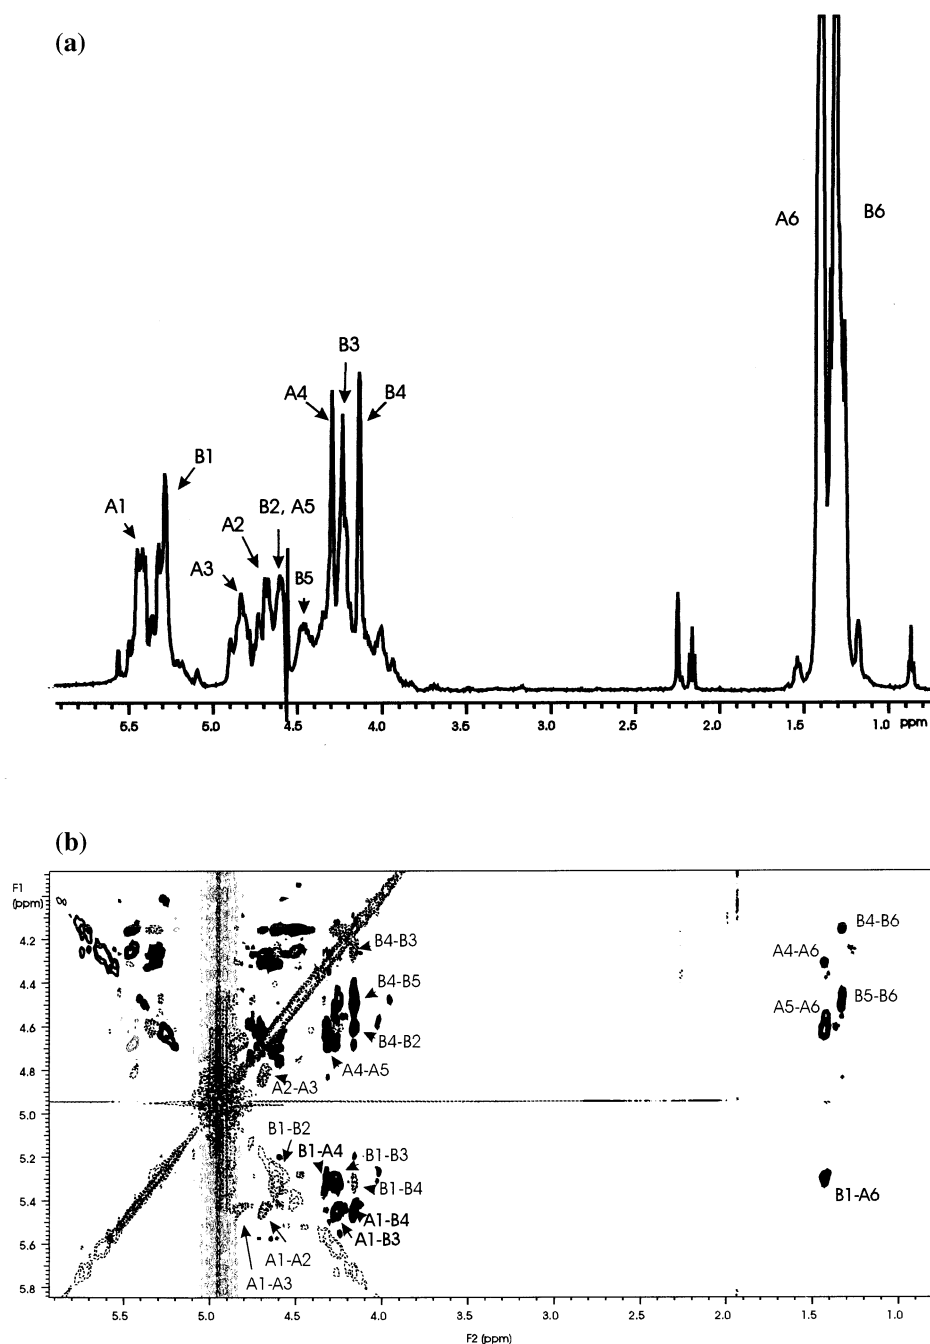 (a)
A6
B6
B3
A4
B4
B1
A1
B2, A5
A2
A3
B5
6.5 5.0 4.5 4.0 3.5 3.0 2.5 2.0 1.5 1.0 ppm
(b)
F1
(ppm)
B4-B6
4.2
B4-B3
A4-A6
4.4
B4-B5
B5-B6
A5-A6
4.6
B4-B2
A4-A5
4.8
A2-A3
5.0
B1-B2
B1-A4
B1-B3
5.2
B1-B4
B1-A6
5.4
A1-B4
A1-B3
5.6
A1-A2
A1-A3
5.8
5.5 5.0 4.5 4.0 3.5 3.0 2.5 2.0 1.5 1.0
F2 (ppm)